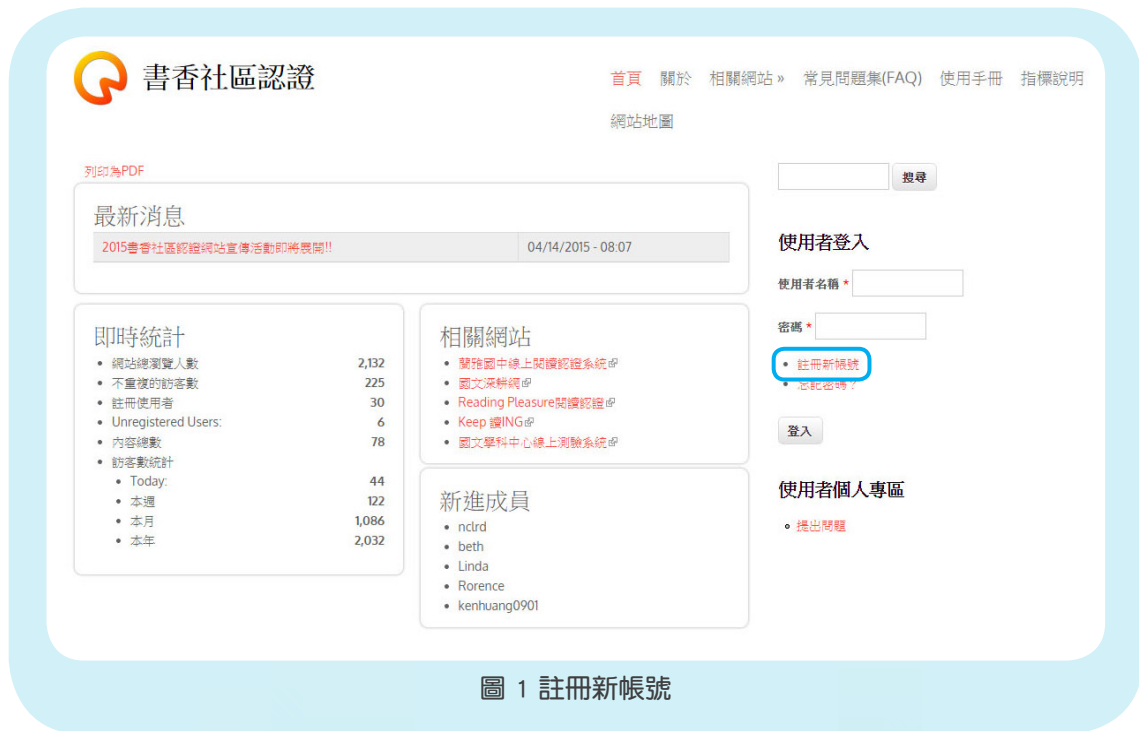 書香社區認證
首頁 關於 相關網站 » 常見問題集(FAQ) 使用手冊 指標說明
網站地圖
列印為PDF
最新消息
2015書香社區認證網站宣傳活動即將展開!! 04/14/2015 - 08:07
即時統計
網站總瀏覽人數 2,132
不重複的訪客數 225
註冊使用者 30
Unregistered Users: 6
內容總數 78
訪客數統計
Today: 44
本週 122
本月 1,086
本年 2,032
相關網站
蘭雅國中線上閱讀認證系統
國文深耕網
Reading Pleasure閱讀認證
Keep 讀ING
國文學科中心線上測驗系統
新進成員
nclrd
beth
Linda
Rorence
kenhuang0901
搜尋
使用者登入
使用者名稱 *
密碼 *
註冊新帳號
忘記密碼？
登入
使用者個人專區
提出問題
圖 1 註冊新帳號